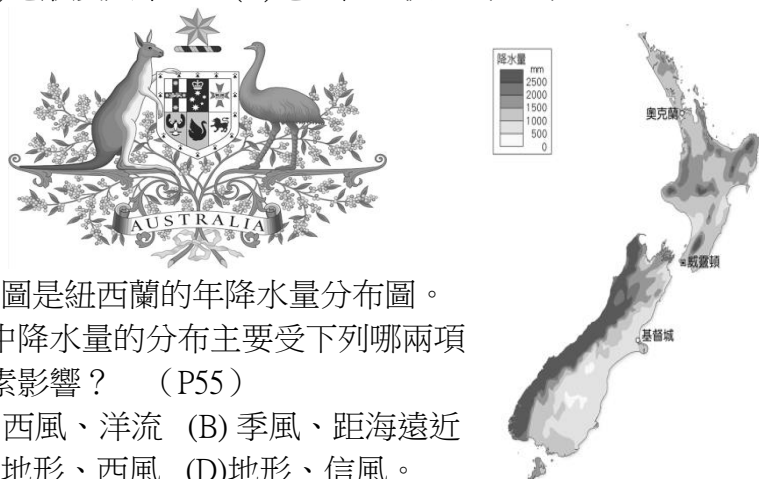 AUSTRALIA
降水量
mm
2500
2000
1500
1000
500
0
奧克蘭
威靈頓
基督城
圖是紐西蘭的年降水量分布圖。
中降水量的分布主要受下列哪兩項
素影響? (P55)
西風、洋流 (B) 季風、距海遠近
地形、西風 (D)地形、信風。